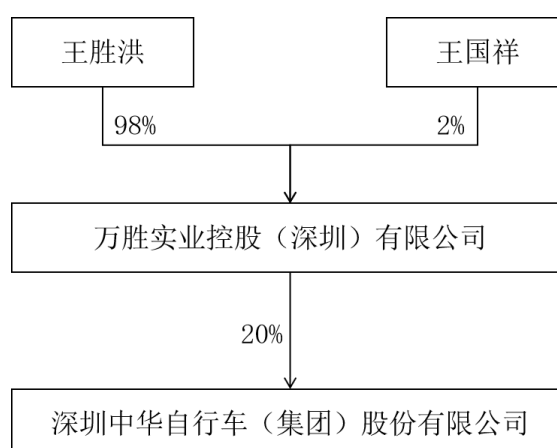 王胜洪
王国祥
98%
2%
万胜实业控股（深圳）有限公司
20%
深圳中华自行车（集团）股份有限公司